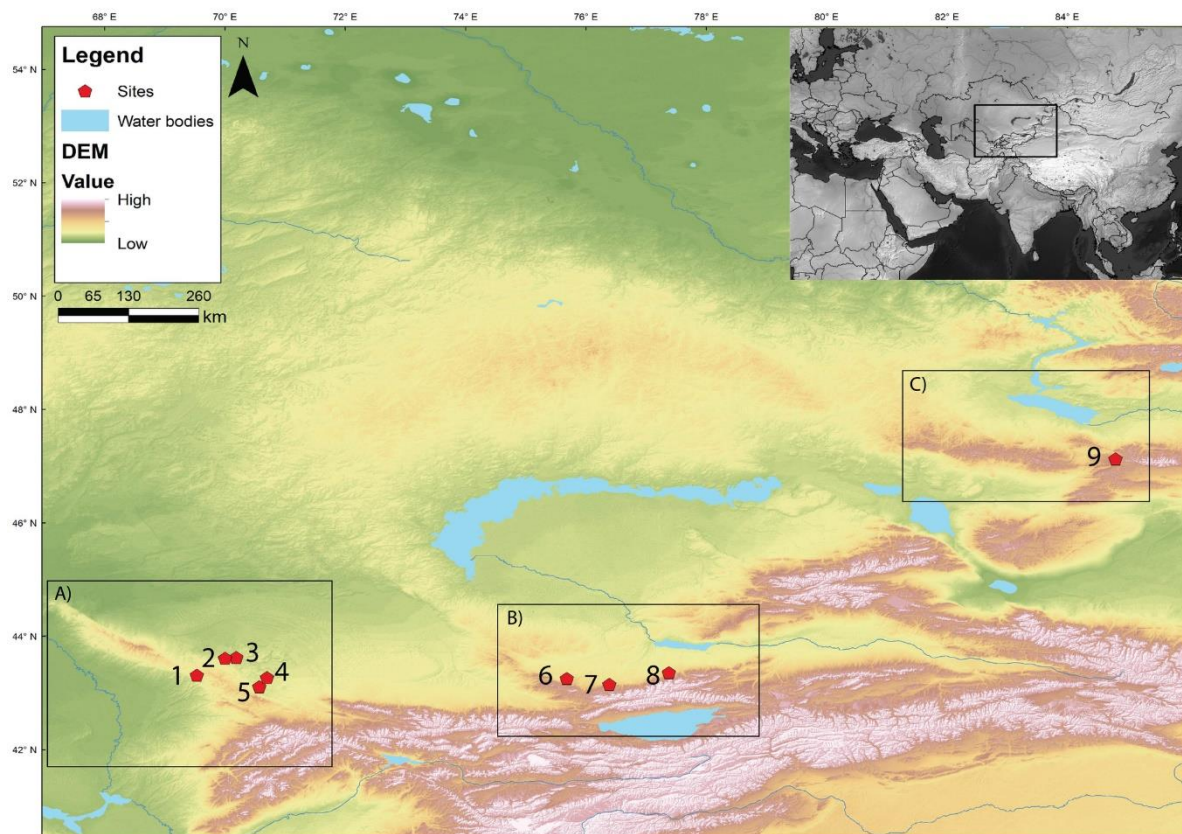 68° E 70° E 72° E 74° E 76° E 78° E 80° E 82° E 84° E
54° N
52° N
50° N
48° N
46° N
44° N
42° N
Legend
Sites
Water bodies
DEM
Value
High
Low
N
0 65 130 260
km
A)
1
2
3
4
5
B)
6
7
8
C)
9